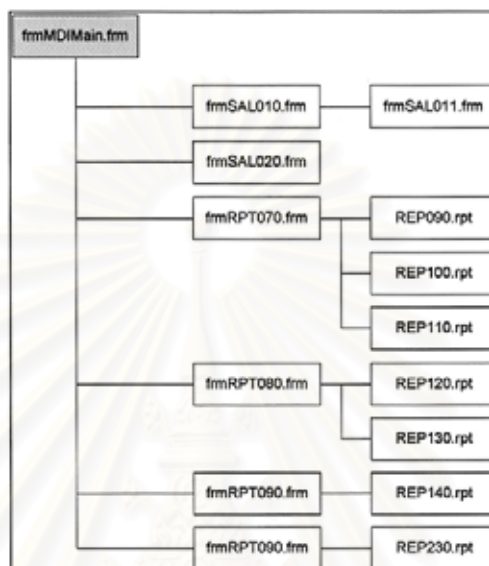 frmMDIMain.frm
frmSAL010.frm
frmSAL011.frm
frmSAL020.frm
frmRPT070.frm
REP090.rpt
REP100.rpt
REP110.rpt
frmRPT080.frm
REP120.rpt
REP130.rpt
frmRPT090.frm
REP140.rpt
frmRPT090.frm
REP230.rpt